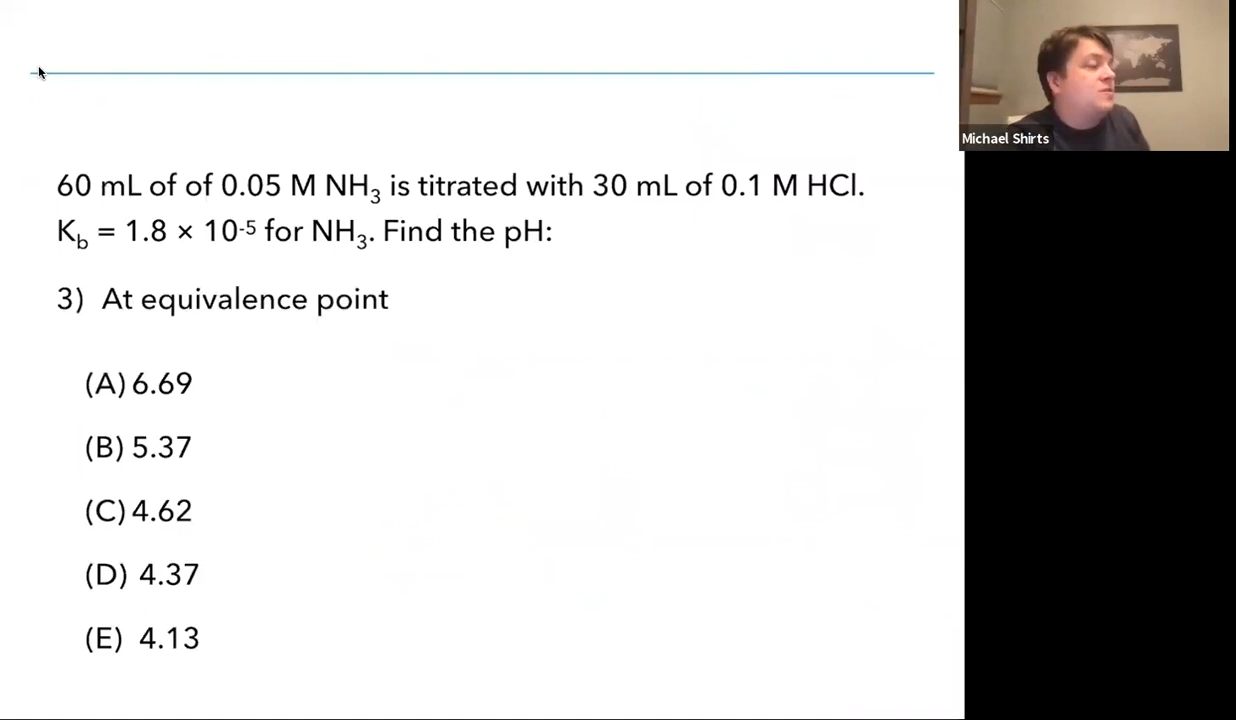 60 mL of of 0.05 M NH₃ is titrated with 30 mL of 0.1 M HCl.
K_b = 1.8 × 10⁻⁵ for NH₃. Find the pH:
3) At equivalence point
(A) 6.69
(B) 5.37
(C) 4.62
(D) 4.37
(E) 4.13
Michael Shirts